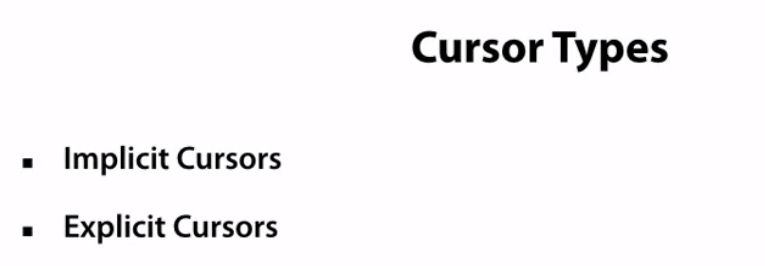 Cursor Types
▪ Implicit Cursors
▪ Explicit Cursors